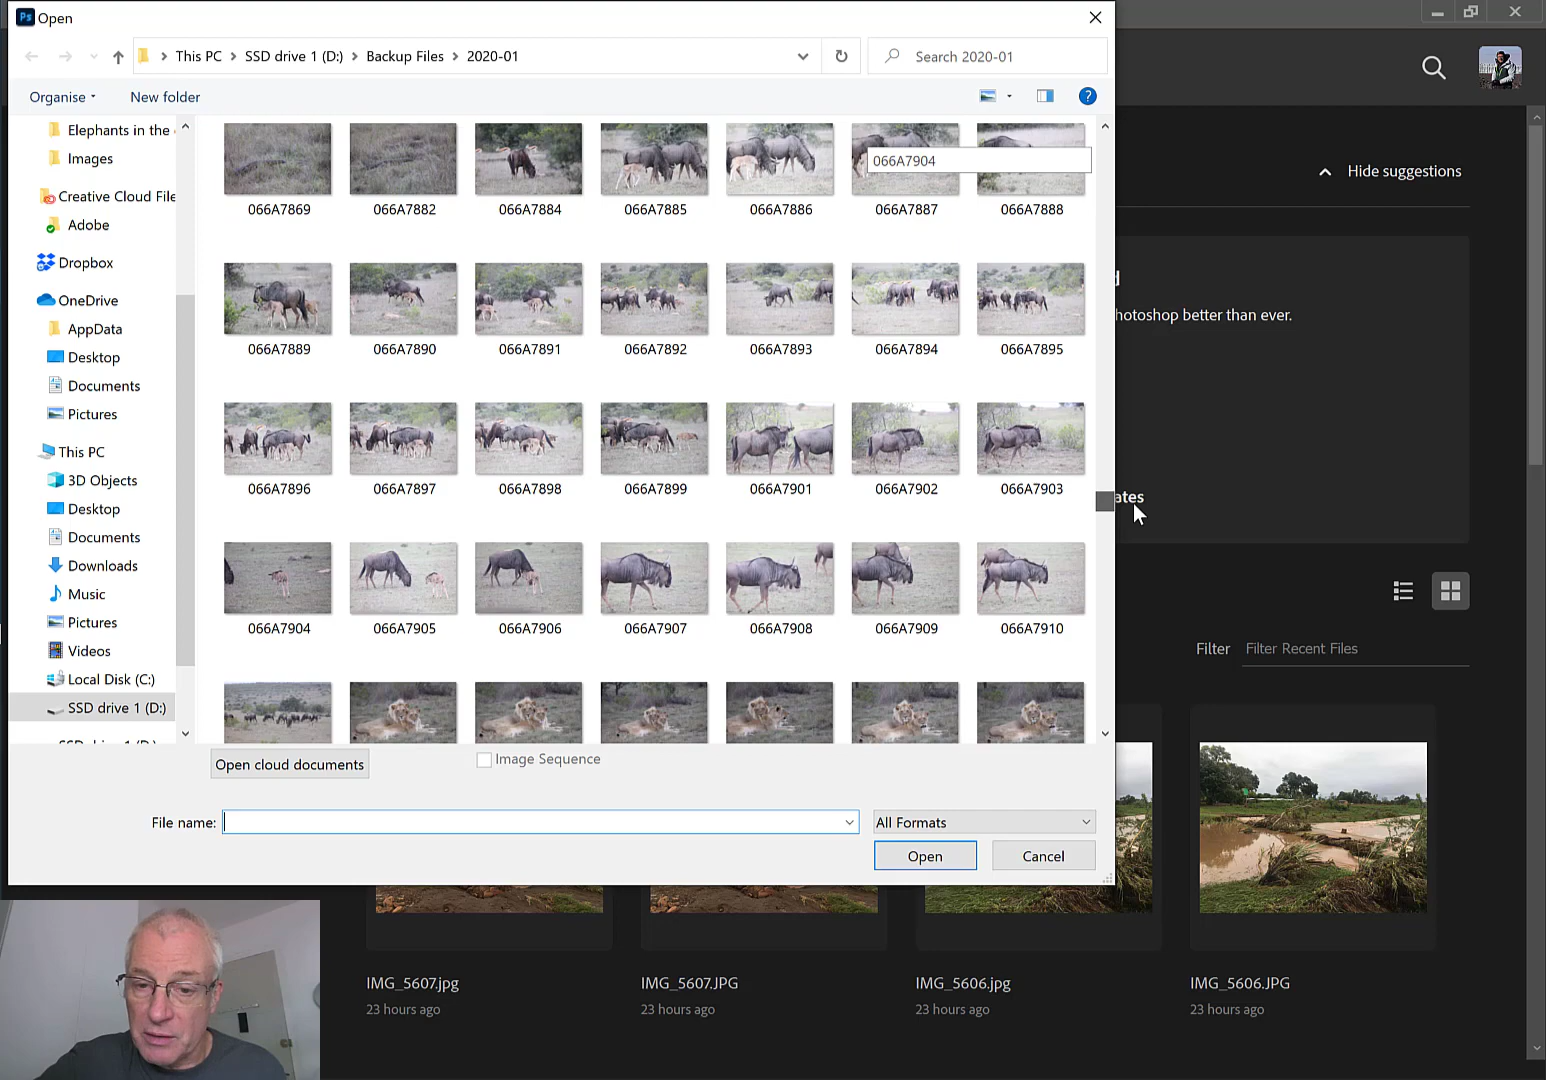 Ps Open
This PC > SSD drive 1 (D:) > Backup Files > 2020-01
Search 2020-01
Organise
New folder
?
Elephants in the
Images
Creative Cloud File
Adobe
Dropbox
OneDrive
AppData
Desktop
Documents
Pictures
This PC
3D Objects
Desktop
Documents
Downloads
Music
Pictures
Videos
Local Disk (C:)
SSD drive 1 (D:)
066A7904
066A7869 066A7882 066A7884 066A7885 066A7886 066A7887 066A7888
066A7889 066A7890 066A7891 066A7892 066A7893 066A7894 066A7895
066A7896 066A7897 066A7898 066A7899 066A7901 066A7902 066A7903
066A7904 066A7905 066A7906 066A7907 066A7908 066A7909 066A7910
Open cloud documents
Image Sequence
File name:
All Formats
Open
Cancel
Hide suggestions
hotoshop better than ever.
ates
Filter Filter Recent Files
IMG_5607.jpg IMG_5607.JPG IMG_5606.jpg IMG_5606.JPG
23 hours ago 23 hours ago 23 hours ago 23 hours ago